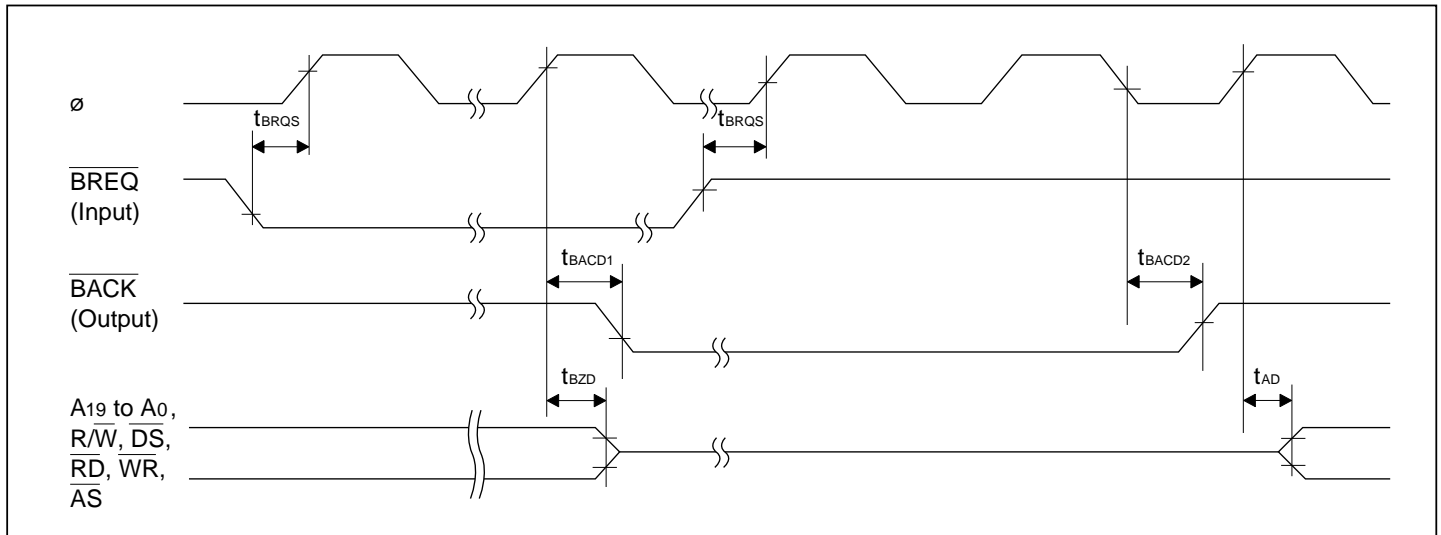 ø
tBRQS
tBRQS
BREQ
(Input)
tBACD1
tBACD2
BACK
(Output)
tBZD
tAD
A19 to A0,
R/W, DS,
RD, WR,
AS